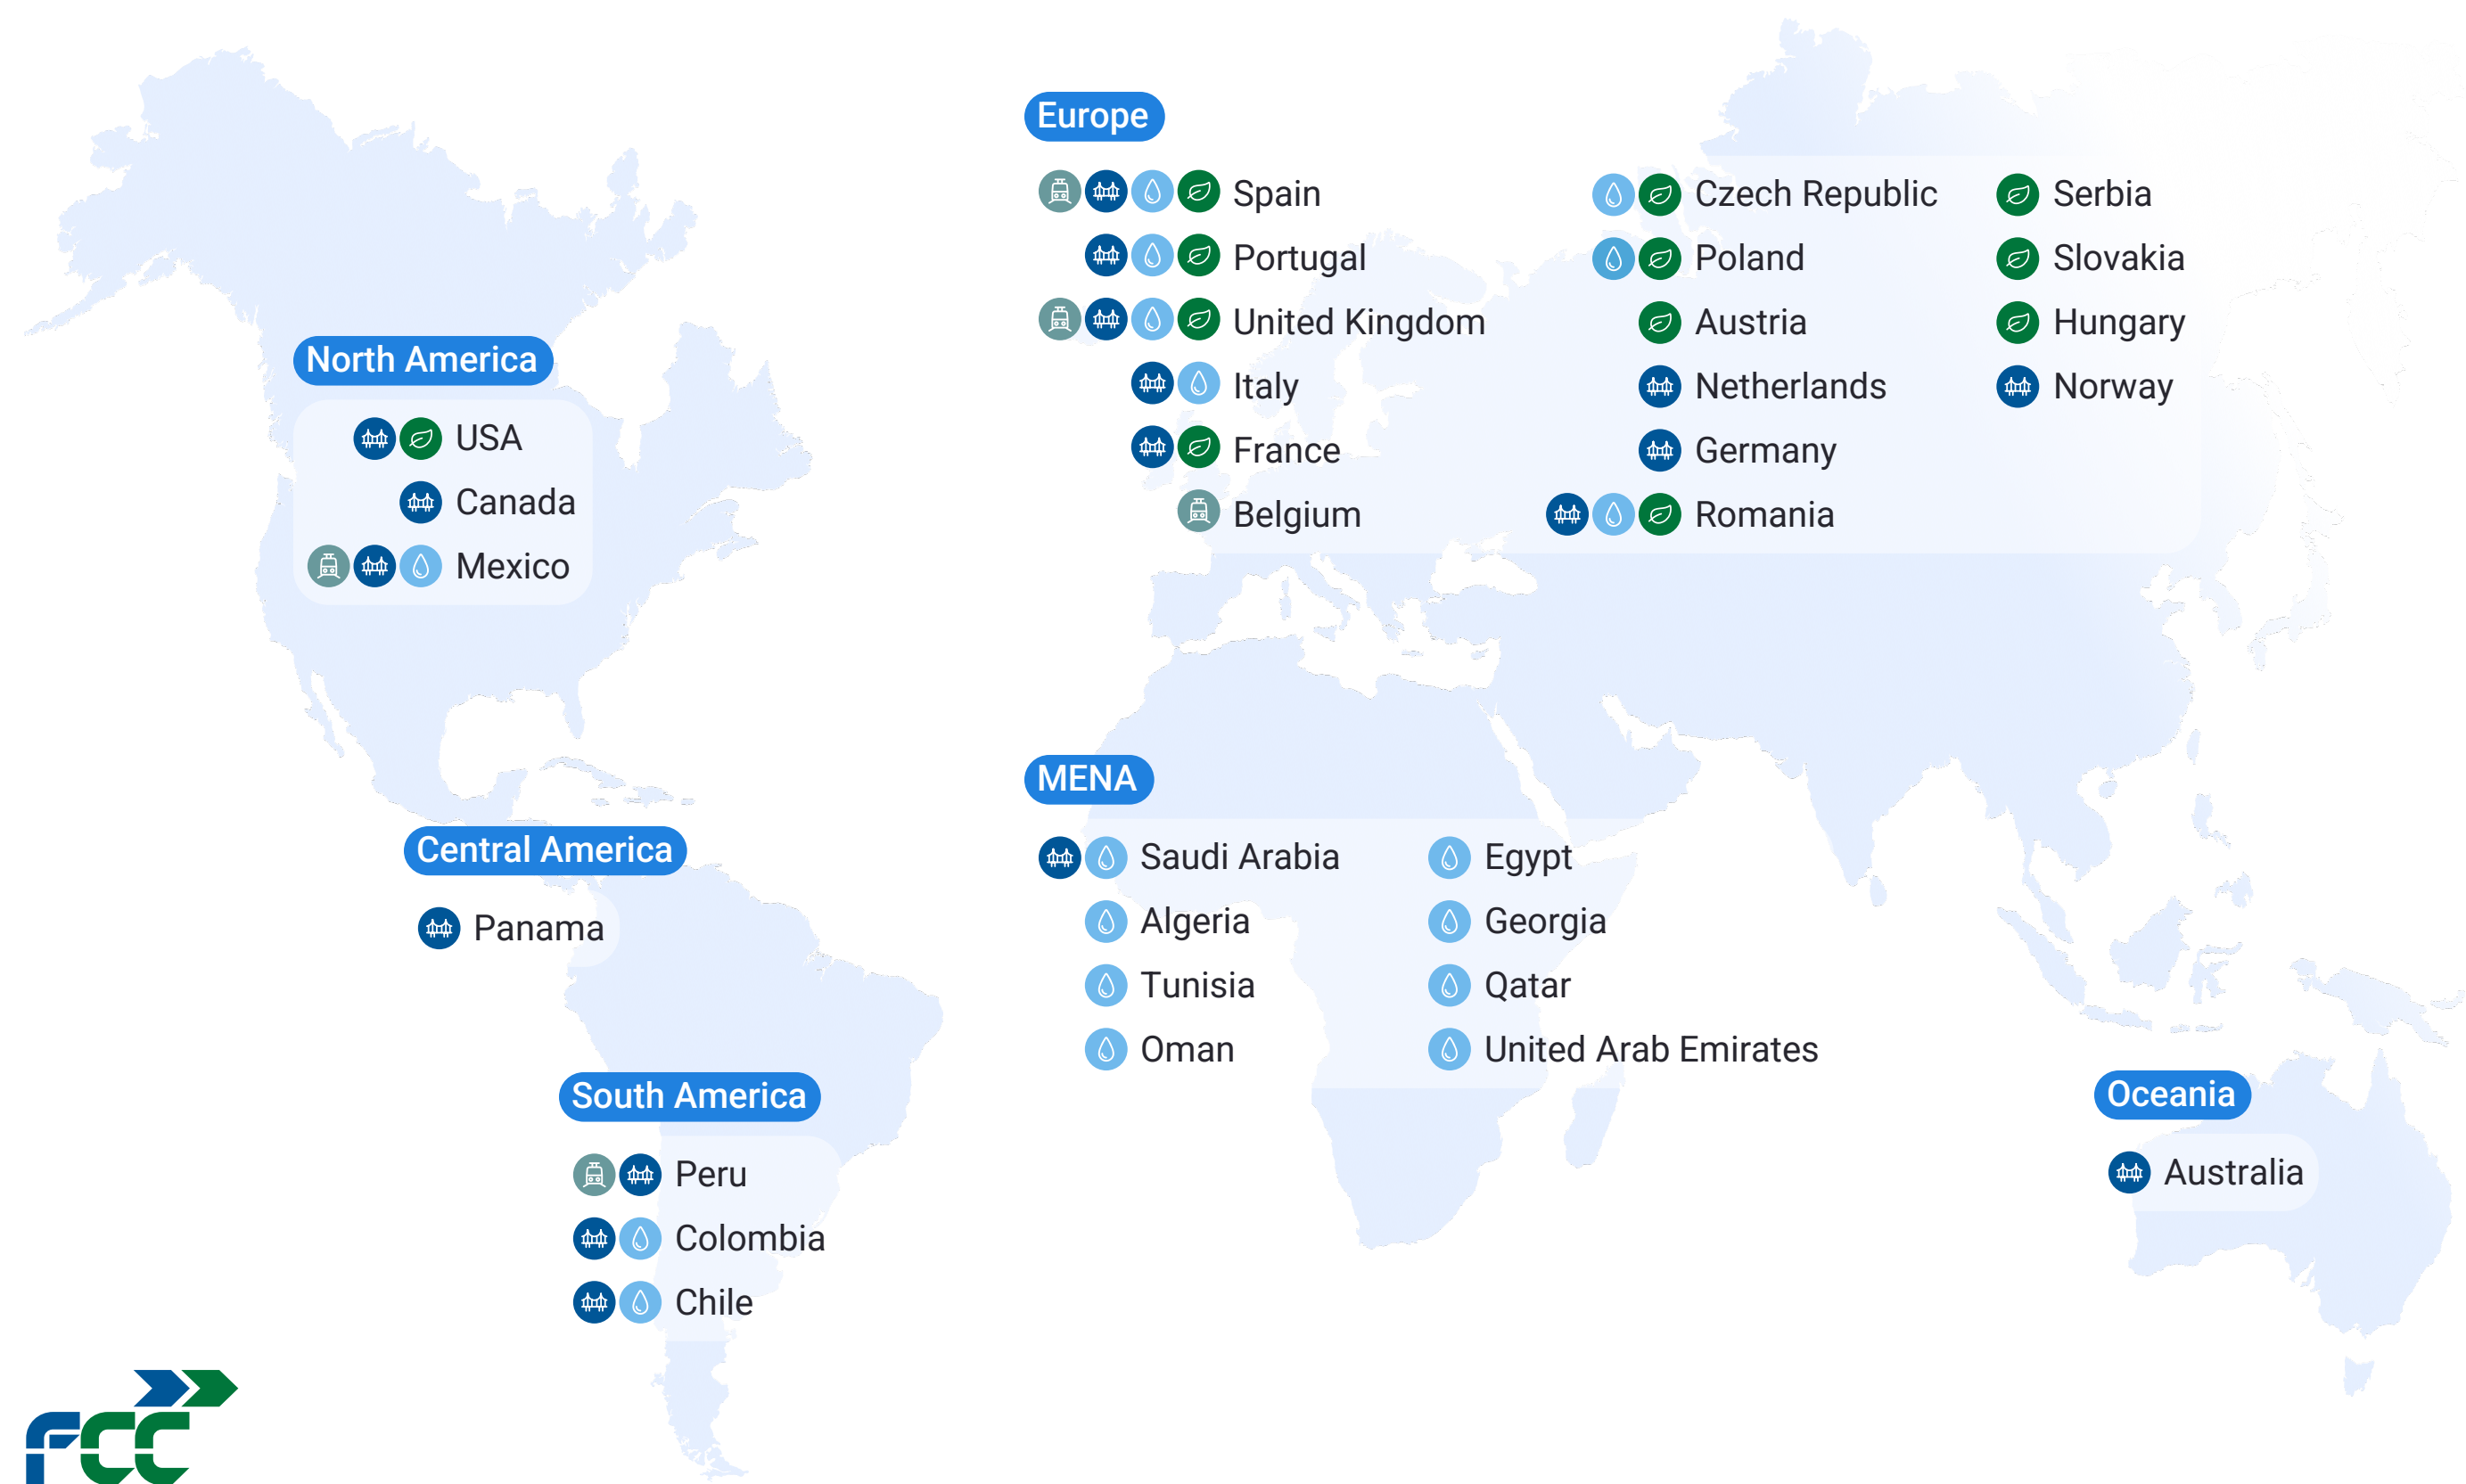 Europe
Spain
Portugal
United Kingdom
Italy
France
Belgium
Czech Republic
Poland
Austria
Netherlands
Germany
Romania
Serbia
Slovakia
Hungary
Norway
North America
USA
Canada
Mexico
MENA
Saudi Arabia
Algeria
Tunisia
Oman
Egypt
Georgia
Qatar
United Arab Emirates
Central America
Panama
South America
Peru
Colombia
Chile
Oceania
Australia
FCC